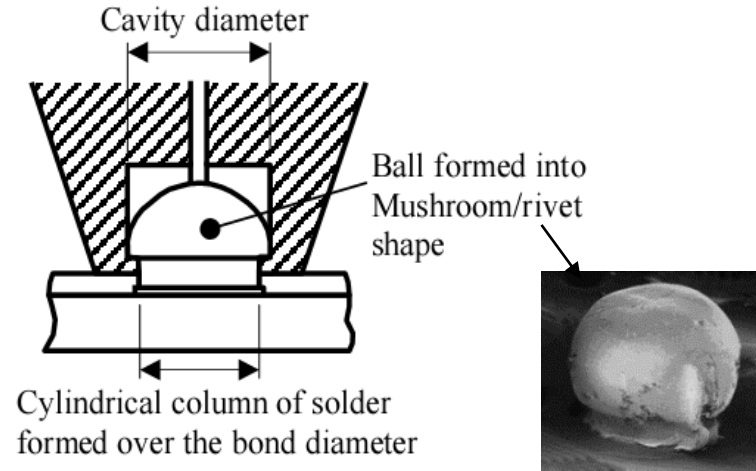 Cavity diameter
Ball formed into
Mushroom/rivet
shape
Cylindrical column of solder
formed over the bond diameter